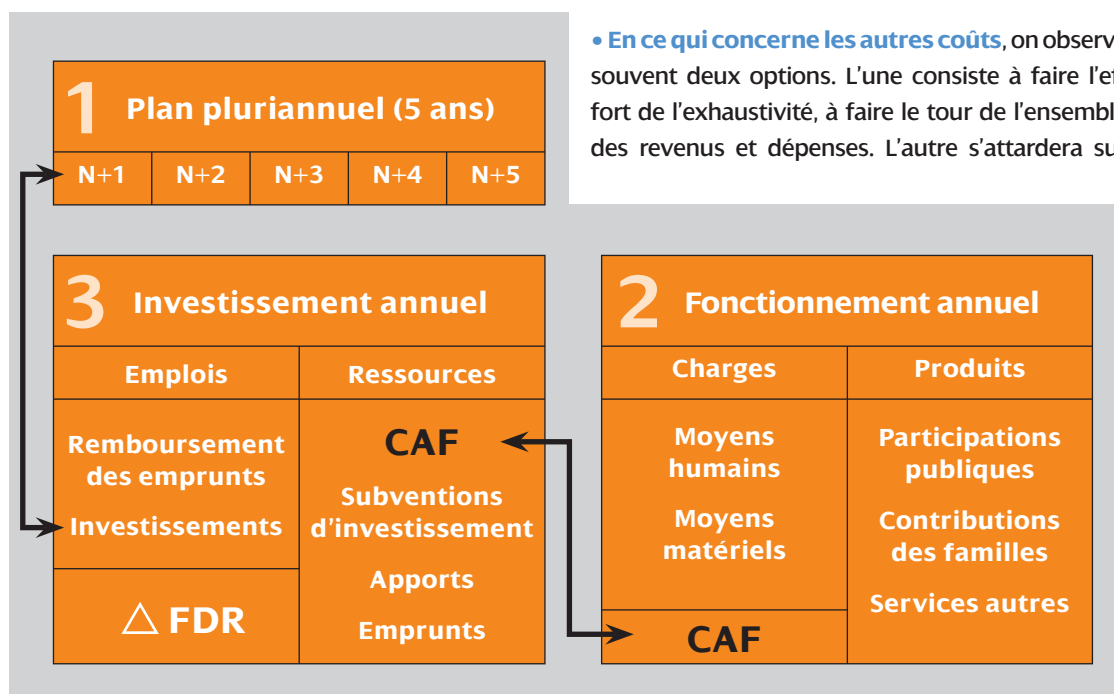 • En ce qui concerne les autres coûts, on observ
souvent deux options. L'une consiste à faire l'ef
fort de l'exhaustivité, à faire le tour de l'ensembl
des revenus et dépenses. L'autre s'attardera su
1 Plan pluriannuel (5 ans)
N+1 N+2 N+3 N+4 N+5
3 Investissement annuel
Emplois Ressources
Remboursement
des emprunts
Investissements
△ FDR
CAF
Subventions
d'investissement
Apports
Emprunts
2 Fonctionnement annuel
Charges Produits
Moyens
humains
Moyens
matériels
CAF
Participations
publiques
Contributions
des familles
Services autres